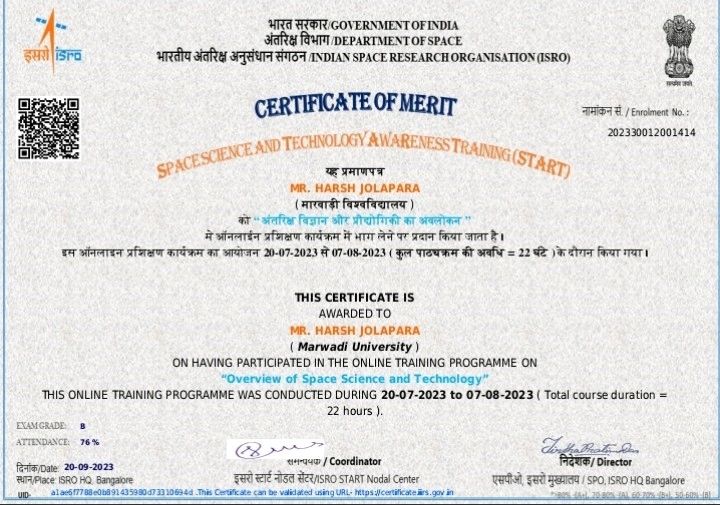 भारत सरकार/GOVERNMENT OF INDIA
अंतरिक्ष विभाग/DEPARTMENT OF SPACE
भारतीय अंतरिक्ष अनुसंधान संगठन /INDIAN SPACE RESEARCH ORGANISATION (ISRO)
इसरो isro
सत्यमेव जयते
CERTIFICATE OF MERIT
नामांकन सं. / Enrolment No. :
202330012001414
SPACE SCIENCE AND TECHNOLOGY AWARENESS TRAINING (START)
यह प्रमाणपत्र
MR. HARSH JOLAPARA
( मारवाड़ी विश्वविद्यालय )
को “अंतरिक्ष विज्ञान और प्रौद्योगिकी का अवलोकन ”
मे ऑनलाईन प्रशिक्षण कार्यक्रम में भाग लेने पर प्रदान किया जाता है।
इस ऑनलाइन प्रशिक्षण कार्यक्रम का आयोजन 20-07-2023 से 07-08-2023 ( कुल पाठ्यक्रम की अवधि = 22 घंटे )के दौरान किया गया।
THIS CERTIFICATE IS
AWARDED TO
MR. HARSH JOLAPARA
( Marwadi University )
ON HAVING PARTICIPATED IN THE ONLINE TRAINING PROGRAMME ON
“Overview of Space Science and Technology”
THIS ONLINE TRAINING PROGRAMME WAS CONDUCTED DURING 20-07-2023 to 07-08-2023 ( Total course duration =
22 hours ).
EXAM GRADE: B
ATTENDANCE: 76 %
दिनांक/Date: 20-09-2023
स्थान/Place: ISRO HQ, Bangalore
समन्वयक / Coordinator
इसरो स्टार्ट नोडल सेंटर/ISRO START Nodal Center
निदेशक/ Director
एसपीओ, इसरो मुख्यालय / SPO, ISRO HQ Bangalore
UID- a1ae6f7788e0b891435980d73310694d .This Certificate can be validated using URL- https://certificate.iirs.gov.in
*>80% -(A+), 70-80% -(A), 60-70% -(B+), 50-60% -(B)